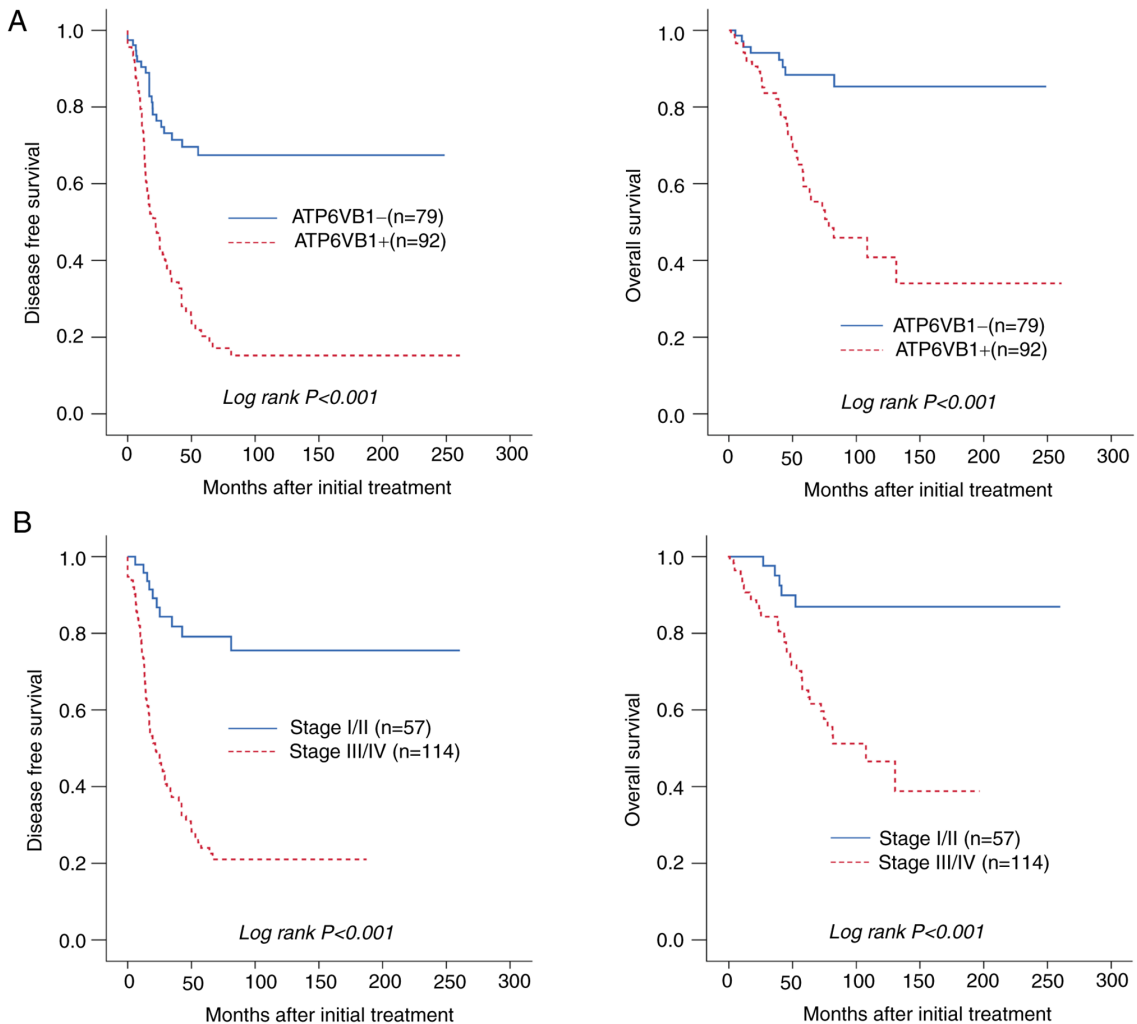 A
Disease free survival
1.0
0.8
0.6
0.4
0.2
0.0
ATP6VB1−(n=79)
ATP6VB1+(n=92)
Log rank P<0.001
0 50 100 150 200 250 300
Months after initial treatment
Overall survival
1.0
0.8
0.6
0.4
0.2
0.0
ATP6VB1−(n=79)
ATP6VB1+(n=92)
Log rank P<0.001
0 50 100 150 200 250 300
Months after initial treatment
B
Disease free survival
1.0
0.8
0.6
0.4
0.2
0.0
Stage I/II (n=57)
Stage III/IV (n=114)
Log rank P<0.001
0 50 100 150 200 250 300
Months after initial treatment
Overall survival
1.0
0.8
0.6
0.4
0.2
0.0
Stage I/II (n=57)
Stage III/IV (n=114)
Log rank P<0.001
0 50 100 150 200 250 300
Months after initial treatment